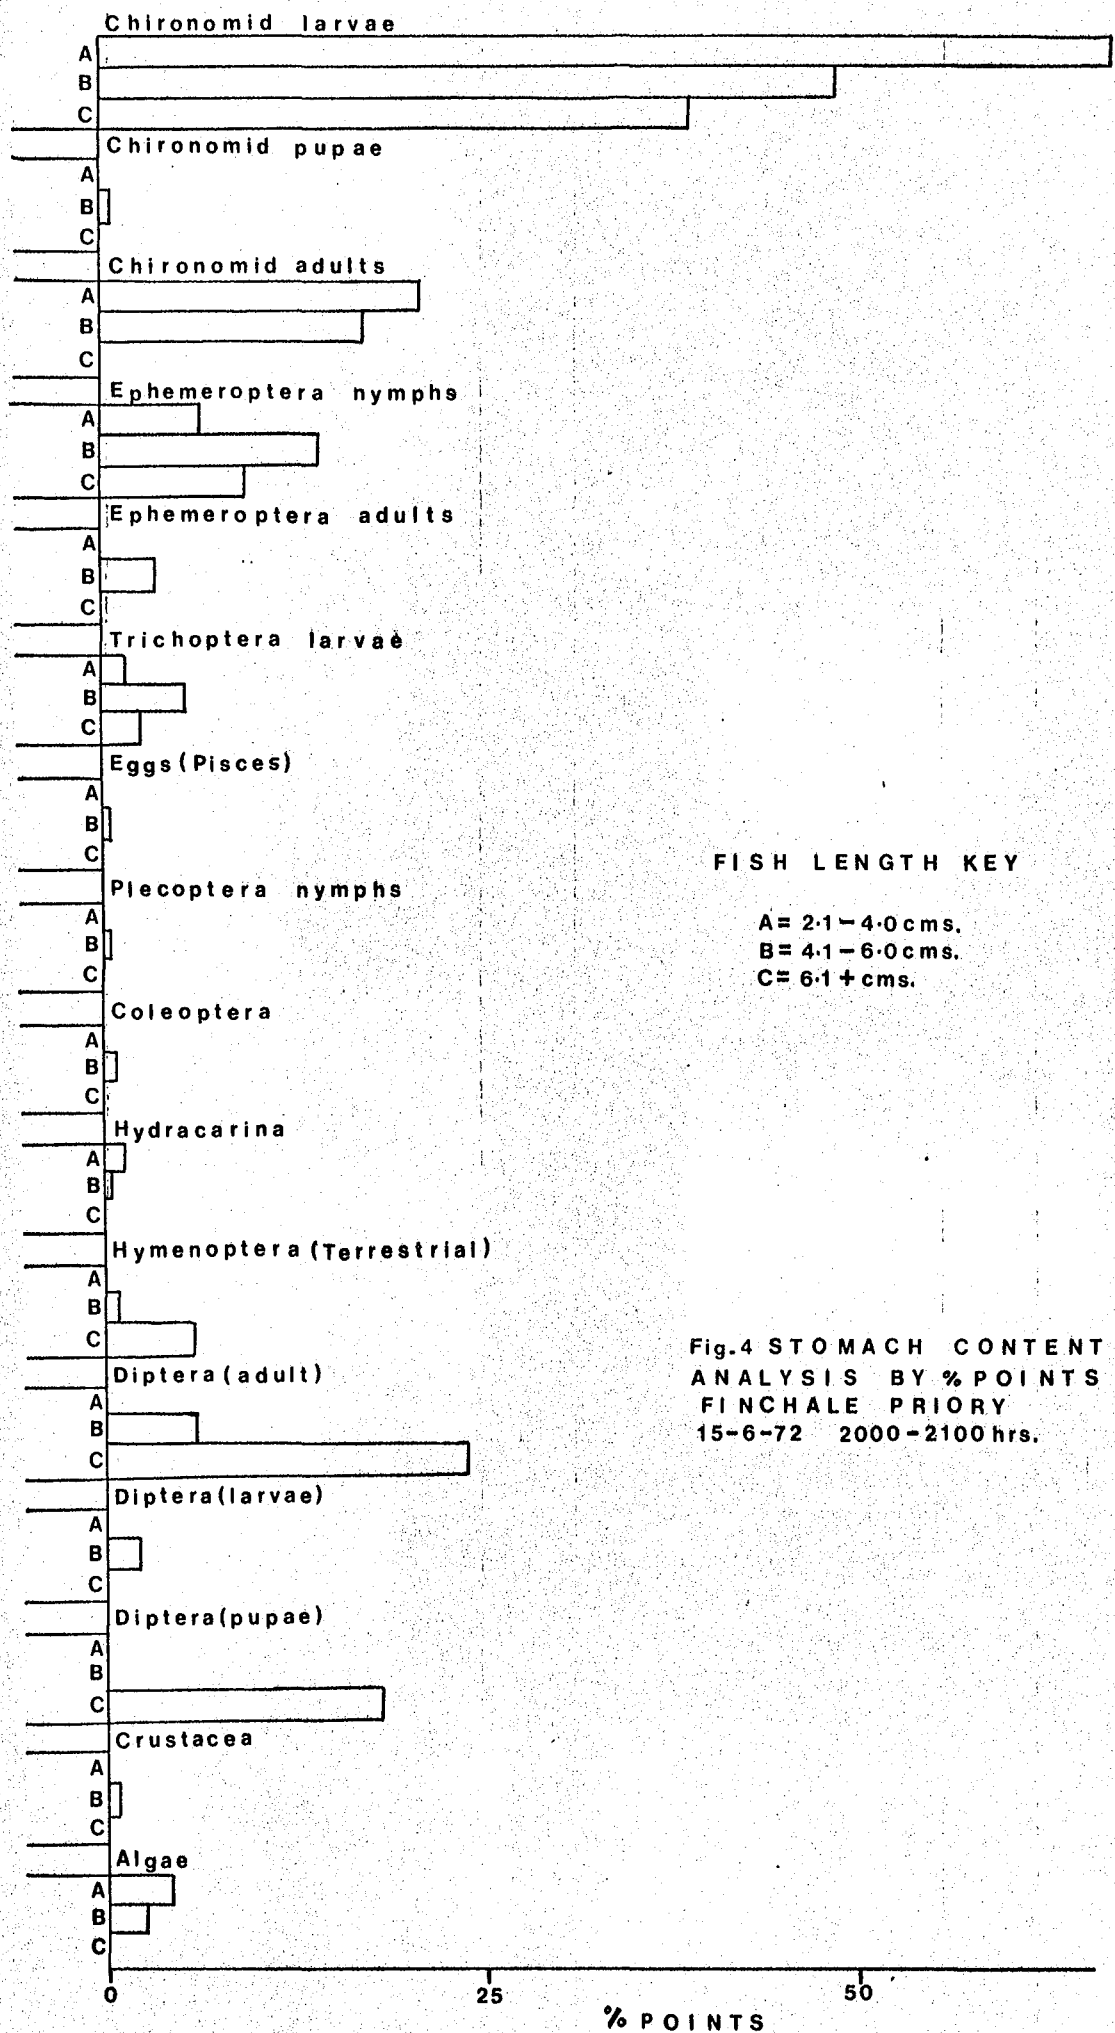 Chironomid larvae
A
B
C
Chironomid pupae
A
B
C
Chironomid adults
A
B
C
Ephemeroptera nymphs
A
B
C
Ephemeroptera adults
A
B
C
Trichoptera larvae
A
B
C
Eggs (Pisces)
A
B
C
Plecoptera nymphs
A
B
C
Coleoptera
A
B
C
Hydracarina
A
B
C
Hymenoptera (Terrestrial)
A
B
C
Diptera (adult)
A
B
C
Diptera (larvae)
A
B
C
Diptera (pupae)
A
B
C
Crustacea
A
B
C
Algae
A
B
C
0 25 50
% POINTS
FISH LENGTH KEY
A= 2·1–4·0 cms.
B= 4·1–6·0 cms.
C= 6·1 + cms.
Fig.4 STOMACH CONTENT
ANALYSIS BY % POINTS
FINCHALE PRIORY
15-6-72 2000-2100 hrs.